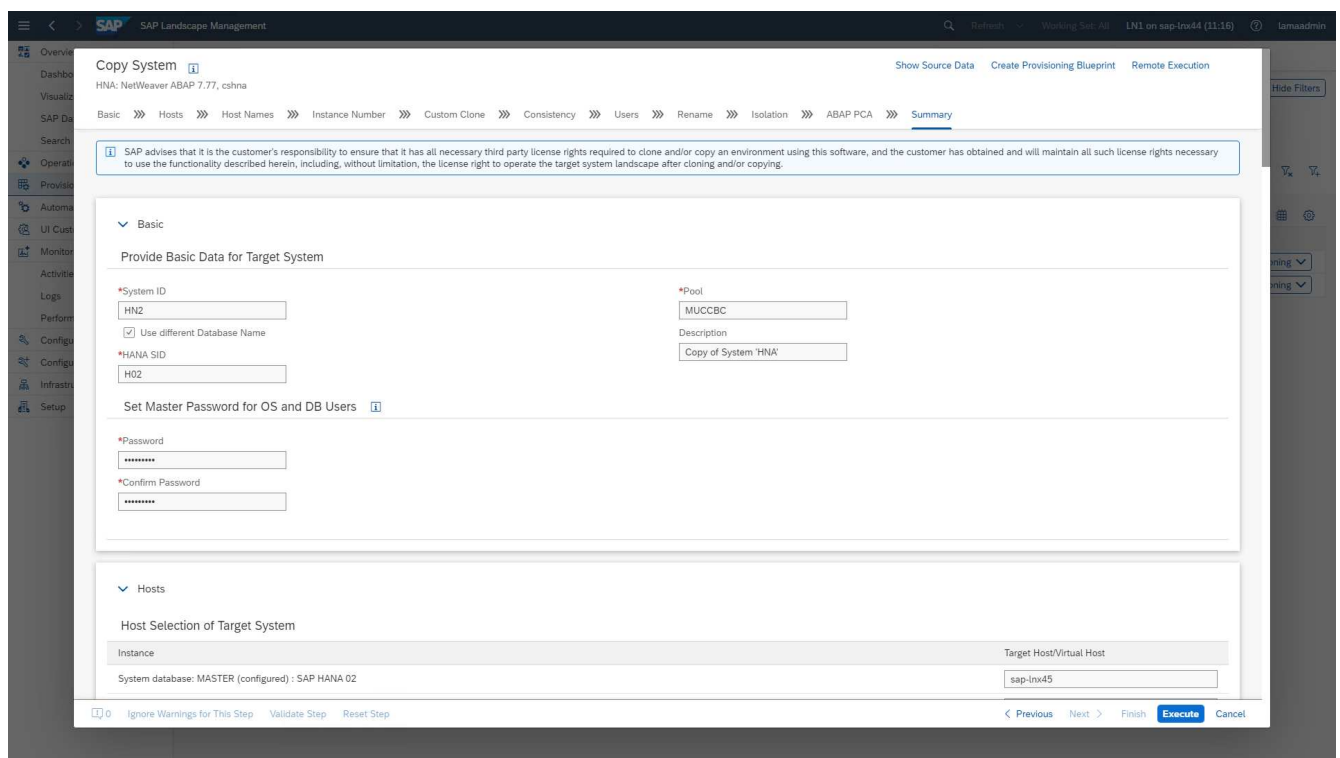 SAP SAP Landscape Management
Refresh Working Set: All LN1 on sap-lnx44 (11:16) lamaadmin
Overvie
Dashbo
Visualiz
SAP Da
Search
Operati
Provisio
Automa
UI Cust
Monitor
Activitie
Logs
Perform
Configu
Configu
Infrastru
Setup
Hide Filters
oning
oning
Copy System
Show Source Data Create Provisioning Blueprint Remote Execution
HNA: NetWeaver ABAP 7.77, cshna
Basic Hosts Host Names Instance Number Custom Clone Consistency Users Rename Isolation ABAP PCA Summary
SAP advises that it is the customer's responsibility to ensure that it has all necessary third party license rights required to clone and/or copy an environment using this software, and the customer has obtained and will maintain all such license rights necessary
to use the functionality described herein, including, without limitation, the license right to operate the target system landscape after cloning and/or copying.
Basic
Provide Basic Data for Target System
*System ID *Pool
HN2 MUCCBC
Use different Database Name Description
*HANA SID Copy of System 'HNA'
H02
Set Master Password for OS and DB Users
*Password
•••••••••
*Confirm Password
•••••••••
Hosts
Host Selection of Target System
Instance Target Host/Virtual Host
System database: MASTER (configured) : SAP HANA 02 sap-lnx45
0 Ignore Warnings for This Step Validate Step Reset Step < Previous Next > Finish Execute Cancel